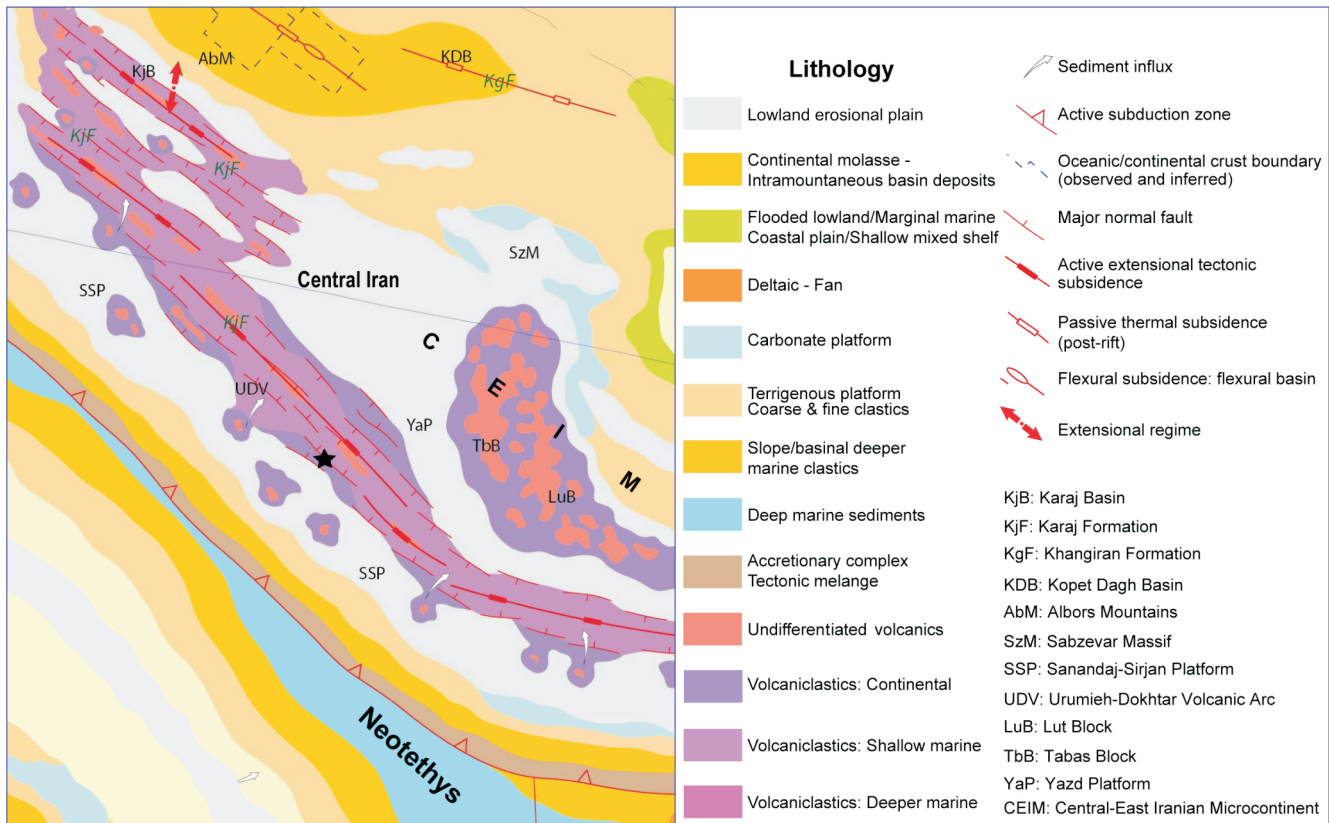 KjB
AbM
KDB
KgF
KjF
KjF
SzM
Central Iran
SSP
C
KjF
E
UDV
YaP
I
TbB
M
LuB
SSP
Neotethys
Lithology
Lowland erosional plain
Continental molasse -
Intramountaneous basin deposits
Flooded lowland/Marginal marine
Coastal plain/Shallow mixed shelf
Deltaic - Fan
Carbonate platform
Terrigenous platform
Coarse & fine clastics
Slope/basinal deeper
marine clastics
Deep marine sediments
Accretionary complex
Tectonic melange
Undifferentiated volcanics
Volcaniclastics: Continental
Volcaniclastics: Shallow marine
Volcaniclastics: Deeper marine
Sediment influx
Active subduction zone
Oceanic/continental crust boundary
(observed and inferred)
Major normal fault
Active extensional tectonic
subsidence
Passive thermal subsidence
(post-rift)
Flexural subsidence: flexural basin
Extensional regime
KjB: Karaj Basin
KjF: Karaj Formation
KgF: Khangiran Formation
KDB: Kopet Dagh Basin
AbM: Albors Mountains
SzM: Sabzevar Massif
SSP: Sanandaj-Sirjan Platform
UDV: Urumieh-Dokhtar Volcanic Arc
LuB: Lut Block
TbB: Tabas Block
YaP: Yazd Platform
CEIM: Central-East Iranian Microcontinent